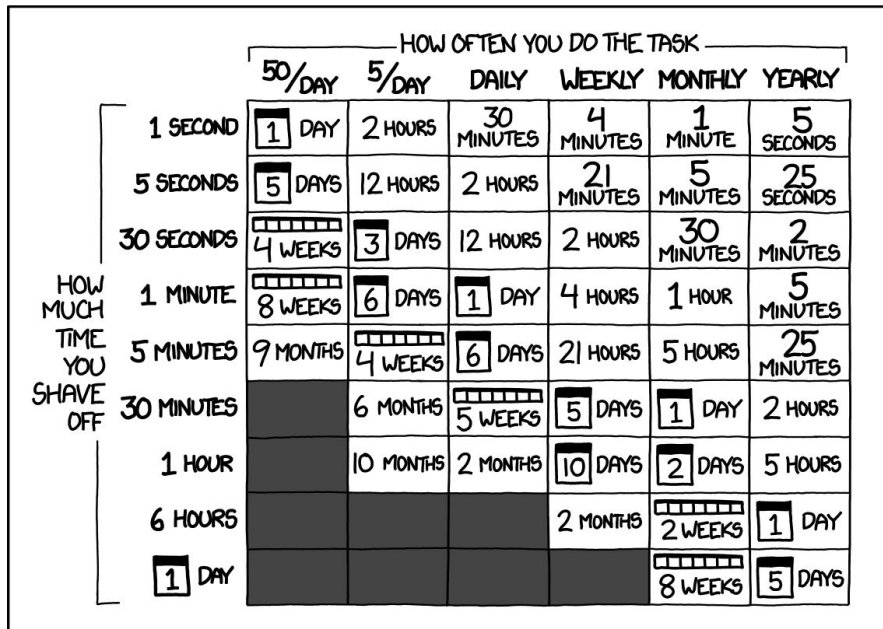 HOW OFTEN YOU DO THE TASK
50/DAY 5/DAY DAILY WEEKLY MONTHLY YEARLY
HOW MUCH TIME YOU SHAVE OFF
1 SECOND 1 DAY 2 HOURS 30 MINUTES 4 MINUTES 1 MINUTE 5 SECONDS
5 SECONDS 5 DAYS 12 HOURS 2 HOURS 21 MINUTES 5 MINUTES 25 SECONDS
30 SECONDS 4 WEEKS 3 DAYS 12 HOURS 2 HOURS 30 MINUTES 2 MINUTES
1 MINUTE 8 WEEKS 6 DAYS 1 DAY 4 HOURS 1 HOUR 5 MINUTES
5 MINUTES 9 MONTHS 4 WEEKS 6 DAYS 21 HOURS 5 HOURS 25 MINUTES
30 MINUTES 6 MONTHS 5 WEEKS 5 DAYS 1 DAY 2 HOURS
1 HOUR 10 MONTHS 2 MONTHS 10 DAYS 2 DAYS 5 HOURS
6 HOURS 2 MONTHS 2 WEEKS 1 DAY
1 DAY 8 WEEKS 5 DAYS